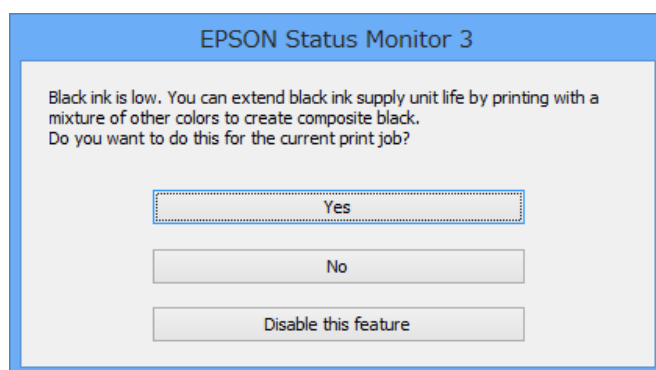 EPSON Status Monitor 3
Black ink is low. You can extend black ink supply unit life by printing with a
mixture of other colors to create composite black.
Do you want to do this for the current print job?
Yes
No
Disable this feature